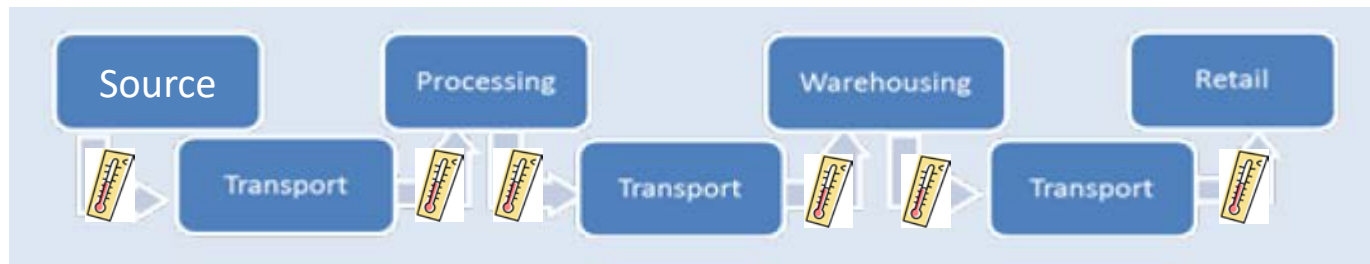 Source
Processing
Warehousing
Retail
Transport
Transport
Transport